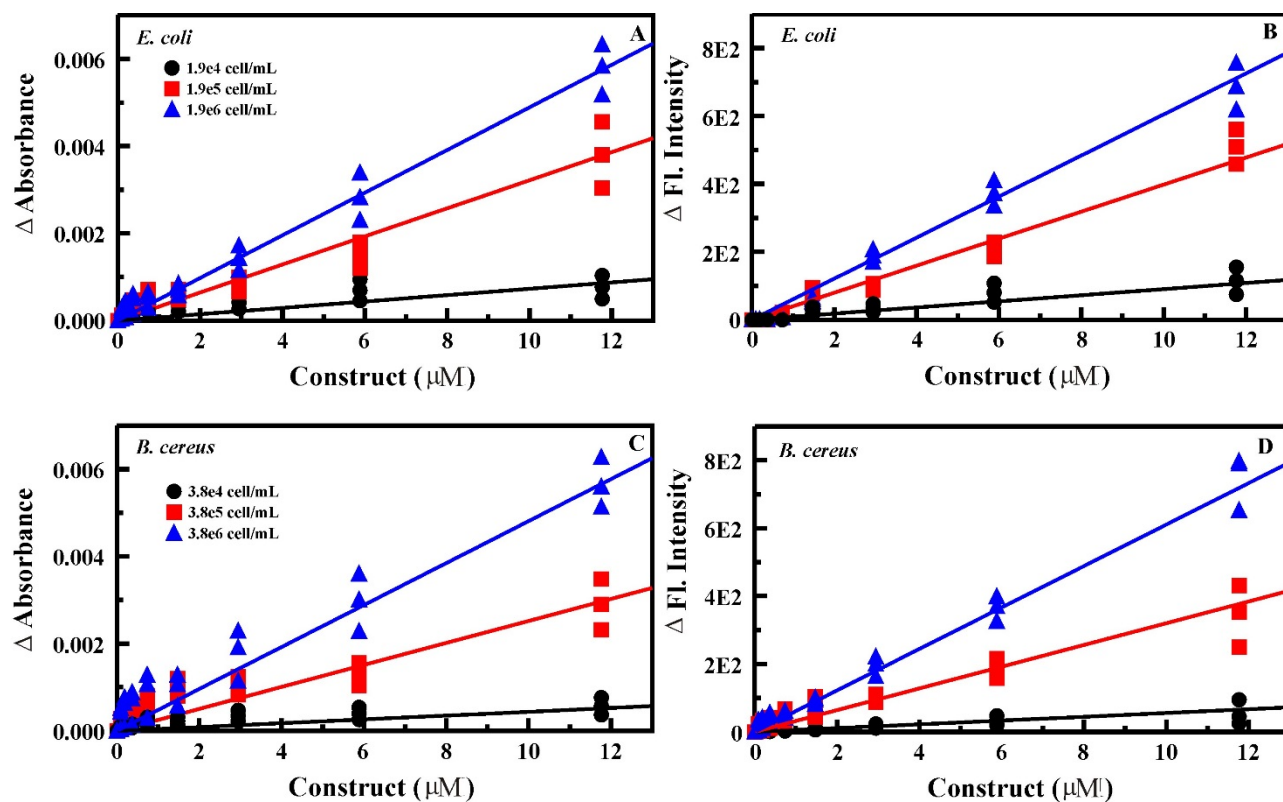 E. coli
A
1.9e4 cell/mL
1.9e5 cell/mL
1.9e6 cell/mL
Δ Absorbance
0.006
0.004
0.002
0.000
0 2 4 6 8 10 12
Construct (μM)
E. coli
B
Δ Fl. Intensity
8E2
6E2
4E2
2E2
0
0 2 4 6 8 10 12
Construct (μM)
B. cereus
C
3.8e4 cell/mL
3.8e5 cell/mL
3.8e6 cell/mL
Δ Absorbance
0.006
0.004
0.002
0.000
0 2 4 6 8 10 12
Construct (μM)
B. cereus
D
Δ Fl. Intensity
8E2
6E2
4E2
2E2
0
0 2 4 6 8 10 12
Construct (μM)